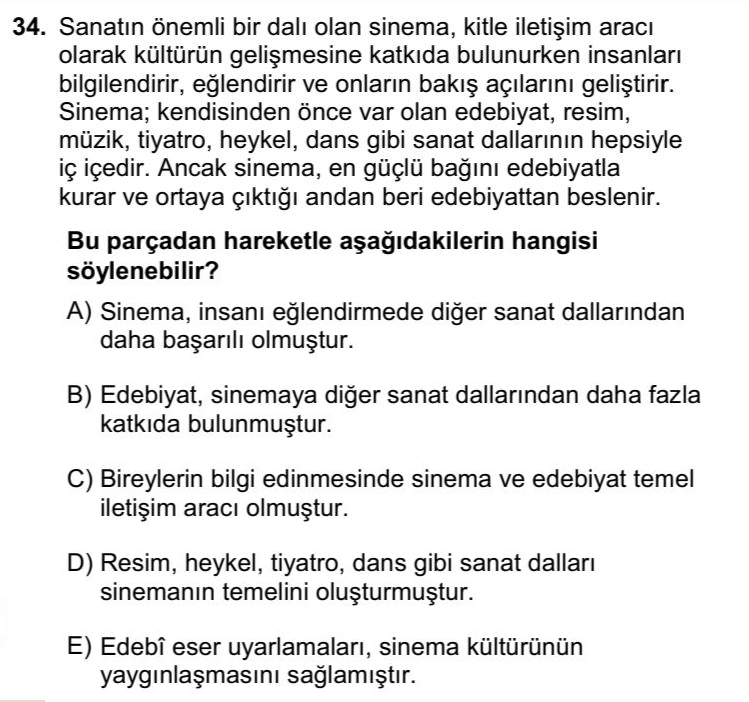 34. Sanatın önemli bir dalı olan sinema, kitle iletişim aracı
olarak kültürün gelişmesine katkıda bulunurken insanları
bilgilendirir, eğlendirir ve onların bakış açılarını geliştirir.
Sinema; kendisinden önce var olan edebiyat, resim,
müzik, tiyatro, heykel, dans gibi sanat dallarının hepsiyle
iç içedir. Ancak sinema, en güçlü bağını edebiyatla
kurar ve ortaya çıktığı andan beri edebiyattan beslenir.
Bu parçadan hareketle aşağıdakilerin hangisi
söylenebilir?
A) Sinema, insanı eğlendirmede diğer sanat dallarından
daha başarılı olmuştur.
B) Edebiyat, sinemaya diğer sanat dallarından daha fazla
katkıda bulunmuştur.
C) Bireylerin bilgi edinmesinde sinema ve edebiyat temel
iletişim aracı olmuştur.
D) Resim, heykel, tiyatro, dans gibi sanat dalları
sinemanın temelini oluşturmuştur.
E) Edebî eser uyarlamaları, sinema kültürünün
yaygınlaşmasını sağlamıştır.